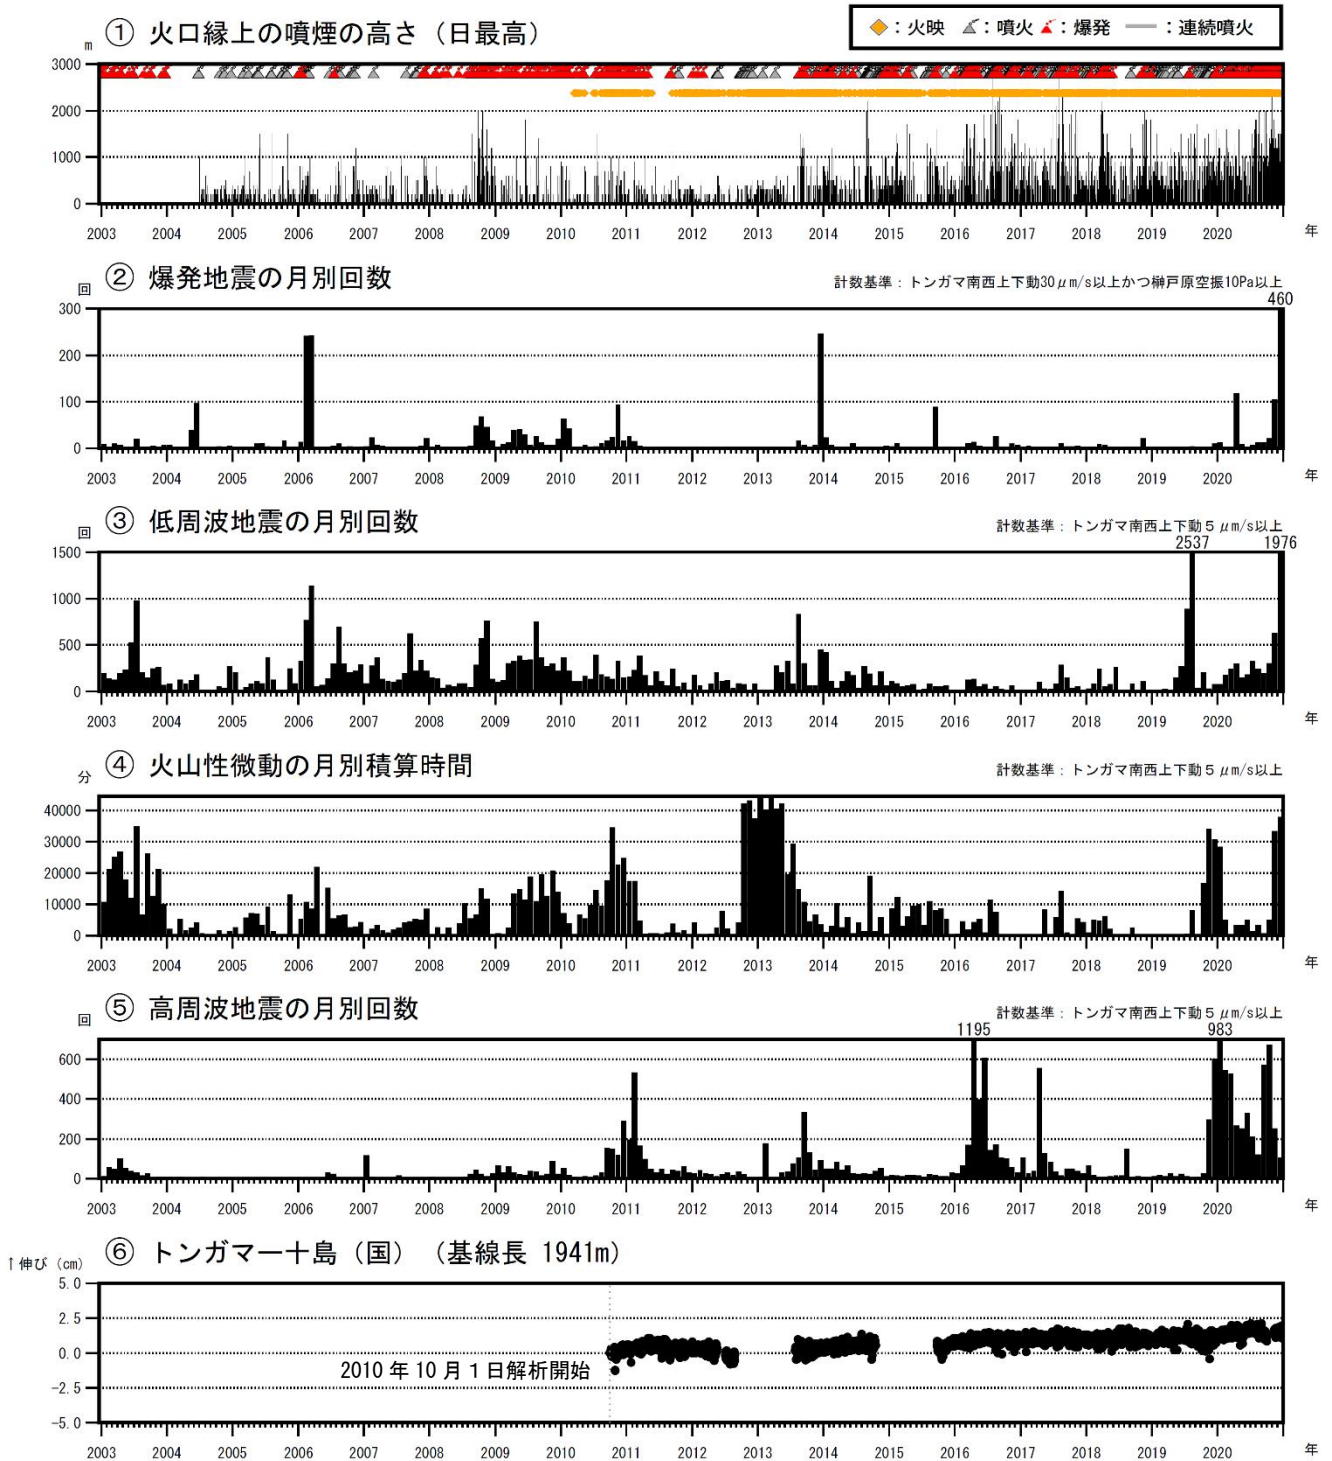 ① 火口縁上の噴煙の高さ（日最高）
◆：火映 ：噴火 ：爆発 ：連続噴火
m
3000
2000
1000
0
2003 2004 2005 2006 2007 2008 2009 2010 2011 2012 2013 2014 2015 2016 2017 2018 2019 2020 年
② 爆発地震の月別回数
計数基準：トンガマ南西上下動30μm/s以上かつ榊戸原空振10Pa以上
回
460
300
200
100
0
2003 2004 2005 2006 2007 2008 2009 2010 2011 2012 2013 2014 2015 2016 2017 2018 2019 2020 年
③ 低周波地震の月別回数
計数基準：トンガマ南西上下動５μm/s以上
回
2537 1976
1500
1000
500
0
2003 2004 2005 2006 2007 2008 2009 2010 2011 2012 2013 2014 2015 2016 2017 2018 2019 2020 年
④ 火山性微動の月別積算時間
計数基準：トンガマ南西上下動５μm/s以上
分
40000
30000
20000
10000
0
2003 2004 2005 2006 2007 2008 2009 2010 2011 2012 2013 2014 2015 2016 2017 2018 2019 2020 年
⑤ 高周波地震の月別回数
計数基準：トンガマ南西上下動５μm/s以上
回
1195 983
600
400
200
0
2003 2004 2005 2006 2007 2008 2009 2010 2011 2012 2013 2014 2015 2016 2017 2018 2019 2020 年
⑥ トンガマー十島（国）（基線長 1941m）
↑伸び（cm）
5.0
2.5
0.0
-2.5
-5.0
2010年10月１日解析開始
2003 2004 2005 2006 2007 2008 2009 2010 2011 2012 2013 2014 2015 2016 2017 2018 2019 2020 年